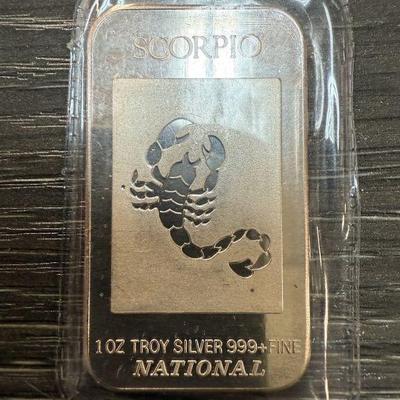 SCORPIO
1 OZ TROY SILVER 999+FINE
NATIONAL